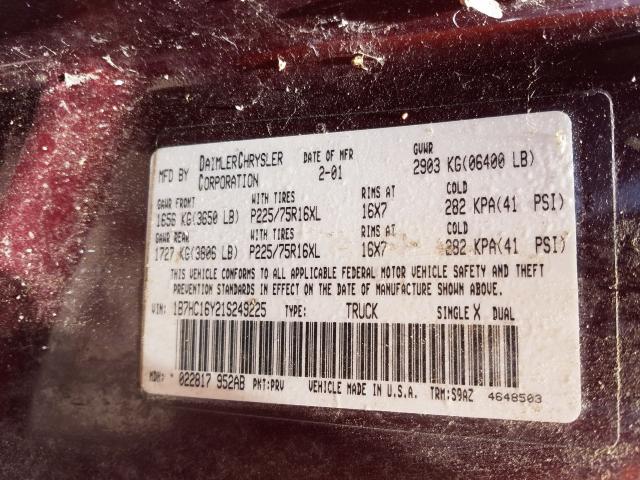 MFD BY DAIMLERCHRYSLER CORPORATION DATE OF MFR 2-01 GVWR 2903 KG(06400 LB)
GAWR FRONT WITH TIRES RIMS AT COLD
1656 KG(3650 LB) P225/75R16XL 16X7 282 KPA(41 PSI)
GAWR REAR WITH TIRES RIMS AT COLD
1727 KG(3806 LB) P225/75R16XL 16X7 282 KPA(41 PSI)
THIS VEHICLE CONFORMS TO ALL APPLICABLE FEDERAL MOTOR VEHICLE SAFETY AND THEFT
PREVENTION STANDARDS IN EFFECT ON THE DATE OF MANUFACTURE SHOWN ABOVE.
VIN: 1B7HC16Y21S249225 TYPE: TRUCK SINGLE X DUAL
MDH: * 022817 952AB PNT:PRV VEHICLE MADE IN U.S.A. TRM:S9AZ 4648503